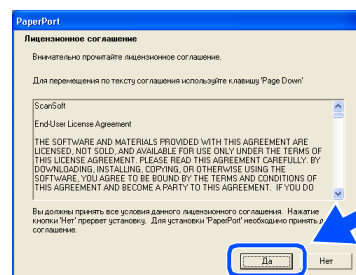 PaperPort
Лицензионное соглашение
Внимательно прочитайте лицензионное соглашение.
Для перемещения по тексту соглашения используйте клавишу 'Page Down'
ScanSoft
End-User License Agreement
THE SOFTWARE AND MATERIALS PROVIDED WITH THIS AGREEMENT ARE
LICENSED, NOT SOLD, AND AVAILABLE FOR USE ONLY UNDER THE TERMS OF
THIS LICENSE AGREEMENT. PLEASE READ THIS AGREEMENT CAREFULLY. BY
DOWNLOADING, INSTALLING, COPYING, OR OTHERWISE USING THE
SOFTWARE, YOU AGREE TO BE BOUND BY THE TERMS AND CONDITIONS OF
THIS AGREEMENT AND BECOME A PARTY TO THIS AGREEMENT. IF YOU DO
Вы должны принять все условия данного лицензионного соглашения. Нажатие
кнопки 'Нет' прервет установку. Для установки 'PaperPort' необходимо принять
соглашение.
Да
Нет